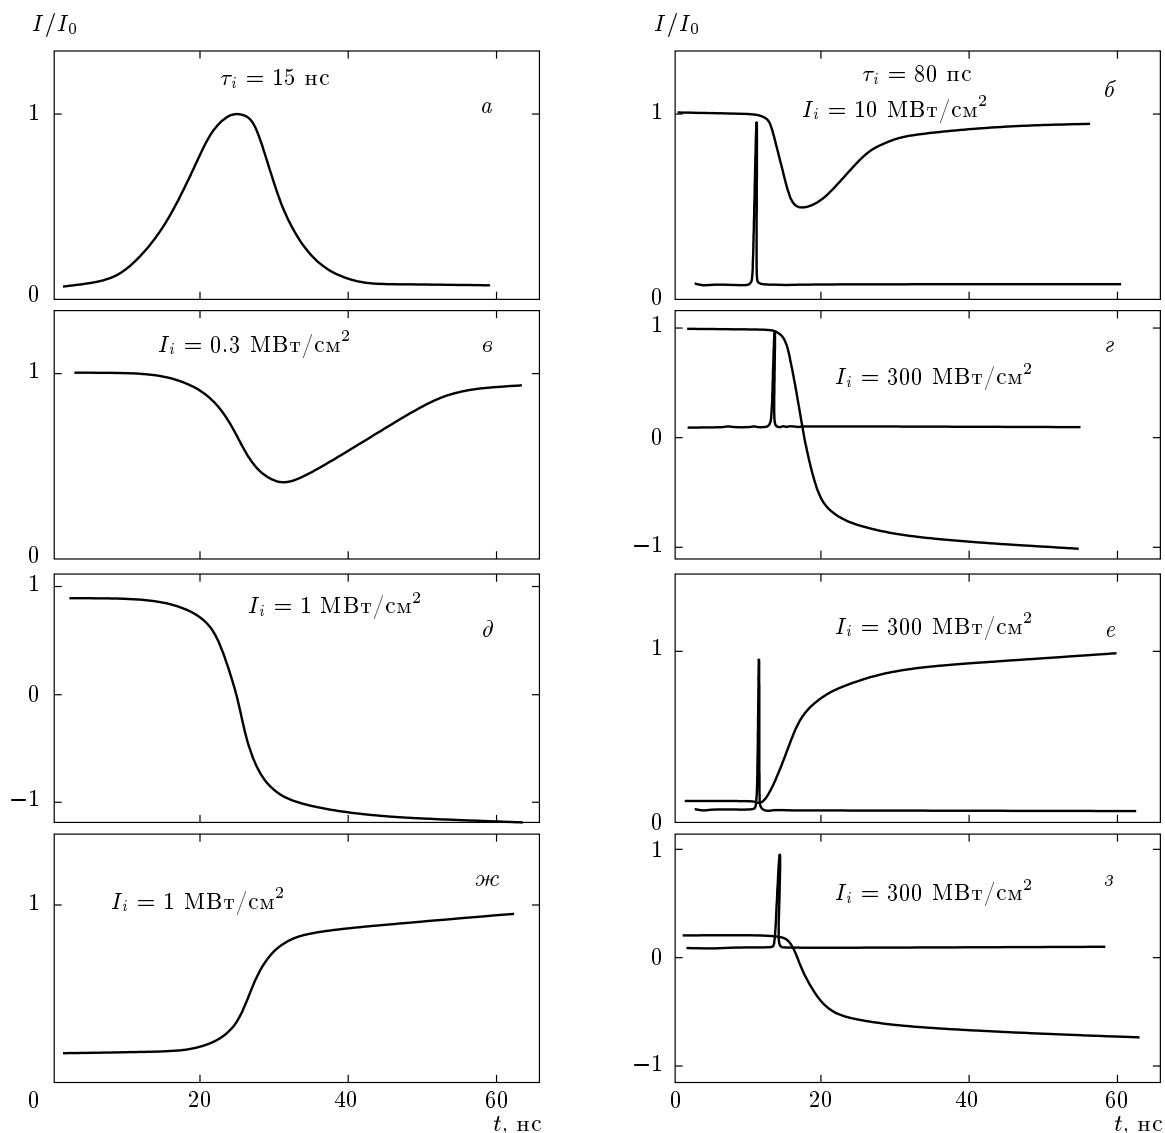 I/I₀
I/I₀
τᵢ = 15 нс
а
1
0
τᵢ = 80 пс
Iᵢ = 10 МВт/см²
б
1
0
Iᵢ = 0.3 МВт/см²
в
1
0
Iᵢ = 300 МВт/см²
г
1
0
−1
Iᵢ = 1 МВт/см²
д
1
0
−1
Iᵢ = 300 МВт/см²
е
1
0
Iᵢ = 1 МВт/см²
ж
1
0 20 40 60
t, нс
Iᵢ = 300 МВт/см²
з
1
0
−1
0 20 40 60
t, нс